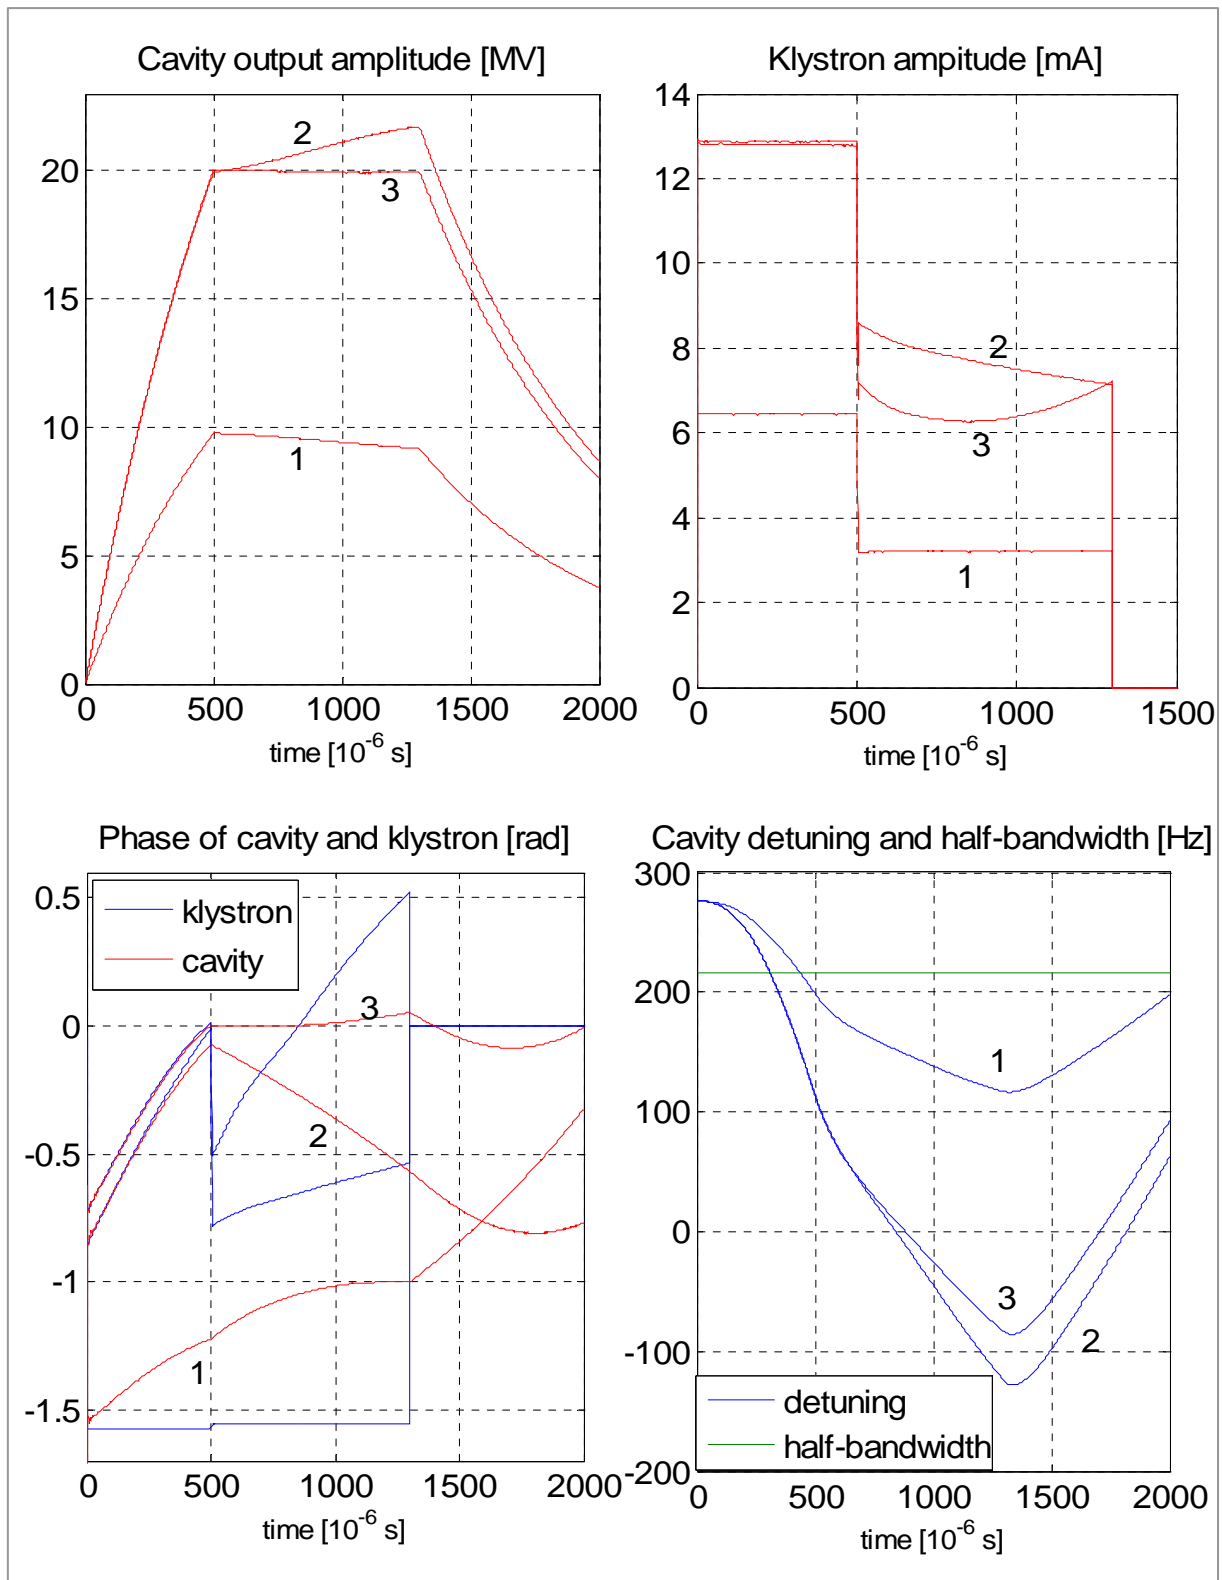 Cavity output amplitude [MV]
20
15
10
5
0
2
3
1
0 500 1000 1500 2000
time [10⁻⁶ s]
Klystron ampitude [mA]
14
12
10
8
6
4
2
0
2
3
1
0 500 1000 1500
time [10⁻⁶ s]
Phase of cavity and klystron [rad]
klystron
cavity
0.5
0
-0.5
-1
-1.5
3
2
1
0 500 1000 1500 2000
time [10⁻⁶ s]
Cavity detuning and half-bandwidth [Hz]
300
200
100
0
-100
-200
1
3
2
detuning
half-bandwidth
0 500 1000 1500 2000
time [10⁻⁶ s]